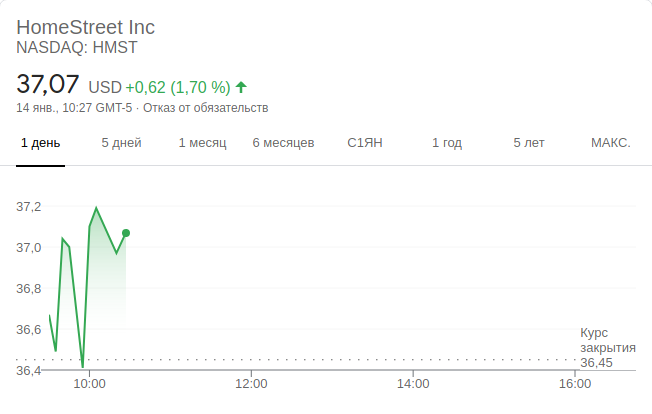 HomeStreet Inc
NASDAQ: HMST
37,07 USD +0,62 (1,70 %)
14 янв., 10:27 GMT-5 · Отказ от обязательств
1 день 5 дней 1 месяц 6 месяцев С1ЯН 1 год 5 лет МАКС.
37,2
37,0
36,8
36,6
Курс
закрытия
36,45
36,4
10:00 12:00 14:00 16:00